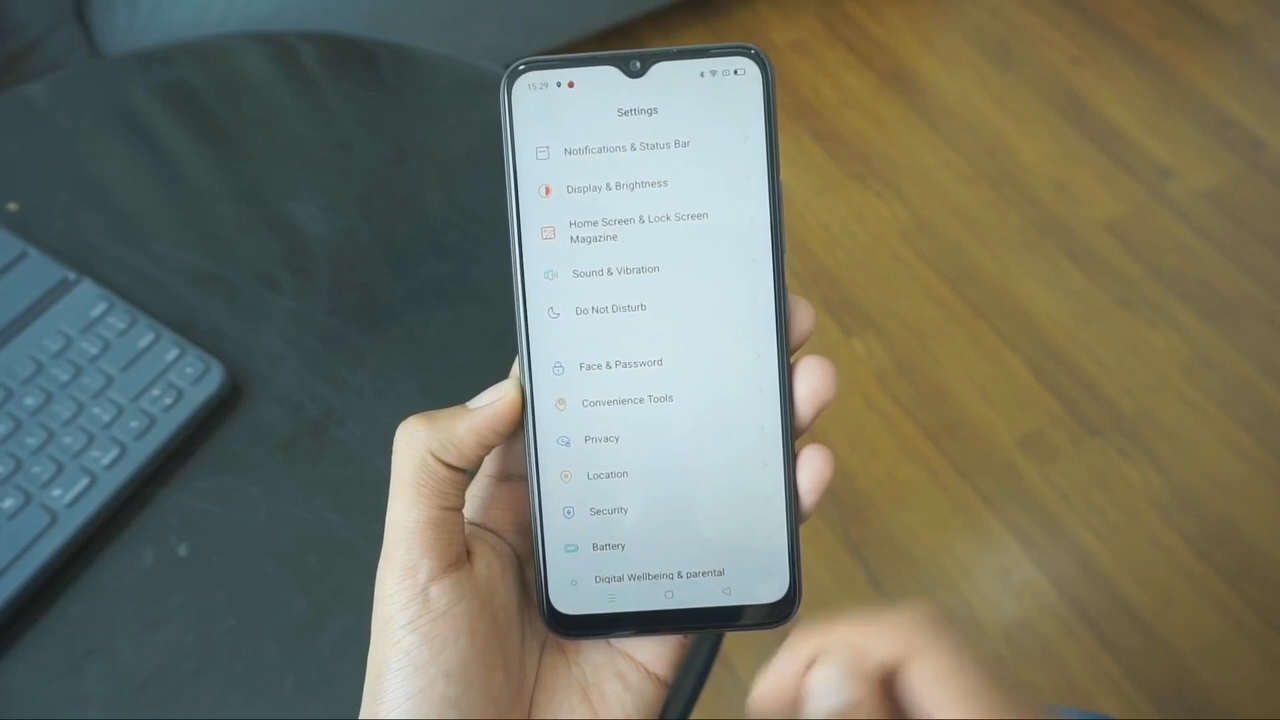 15:29
Settings
Notifications & Status Bar
Display & Brightness
Home Screen & Lock Screen
Magazine
Sound & Vibration
Do Not Disturb
Face & Password
Convenience Tools
Privacy
Location
Security
Battery
Digital Wellbeing & parental